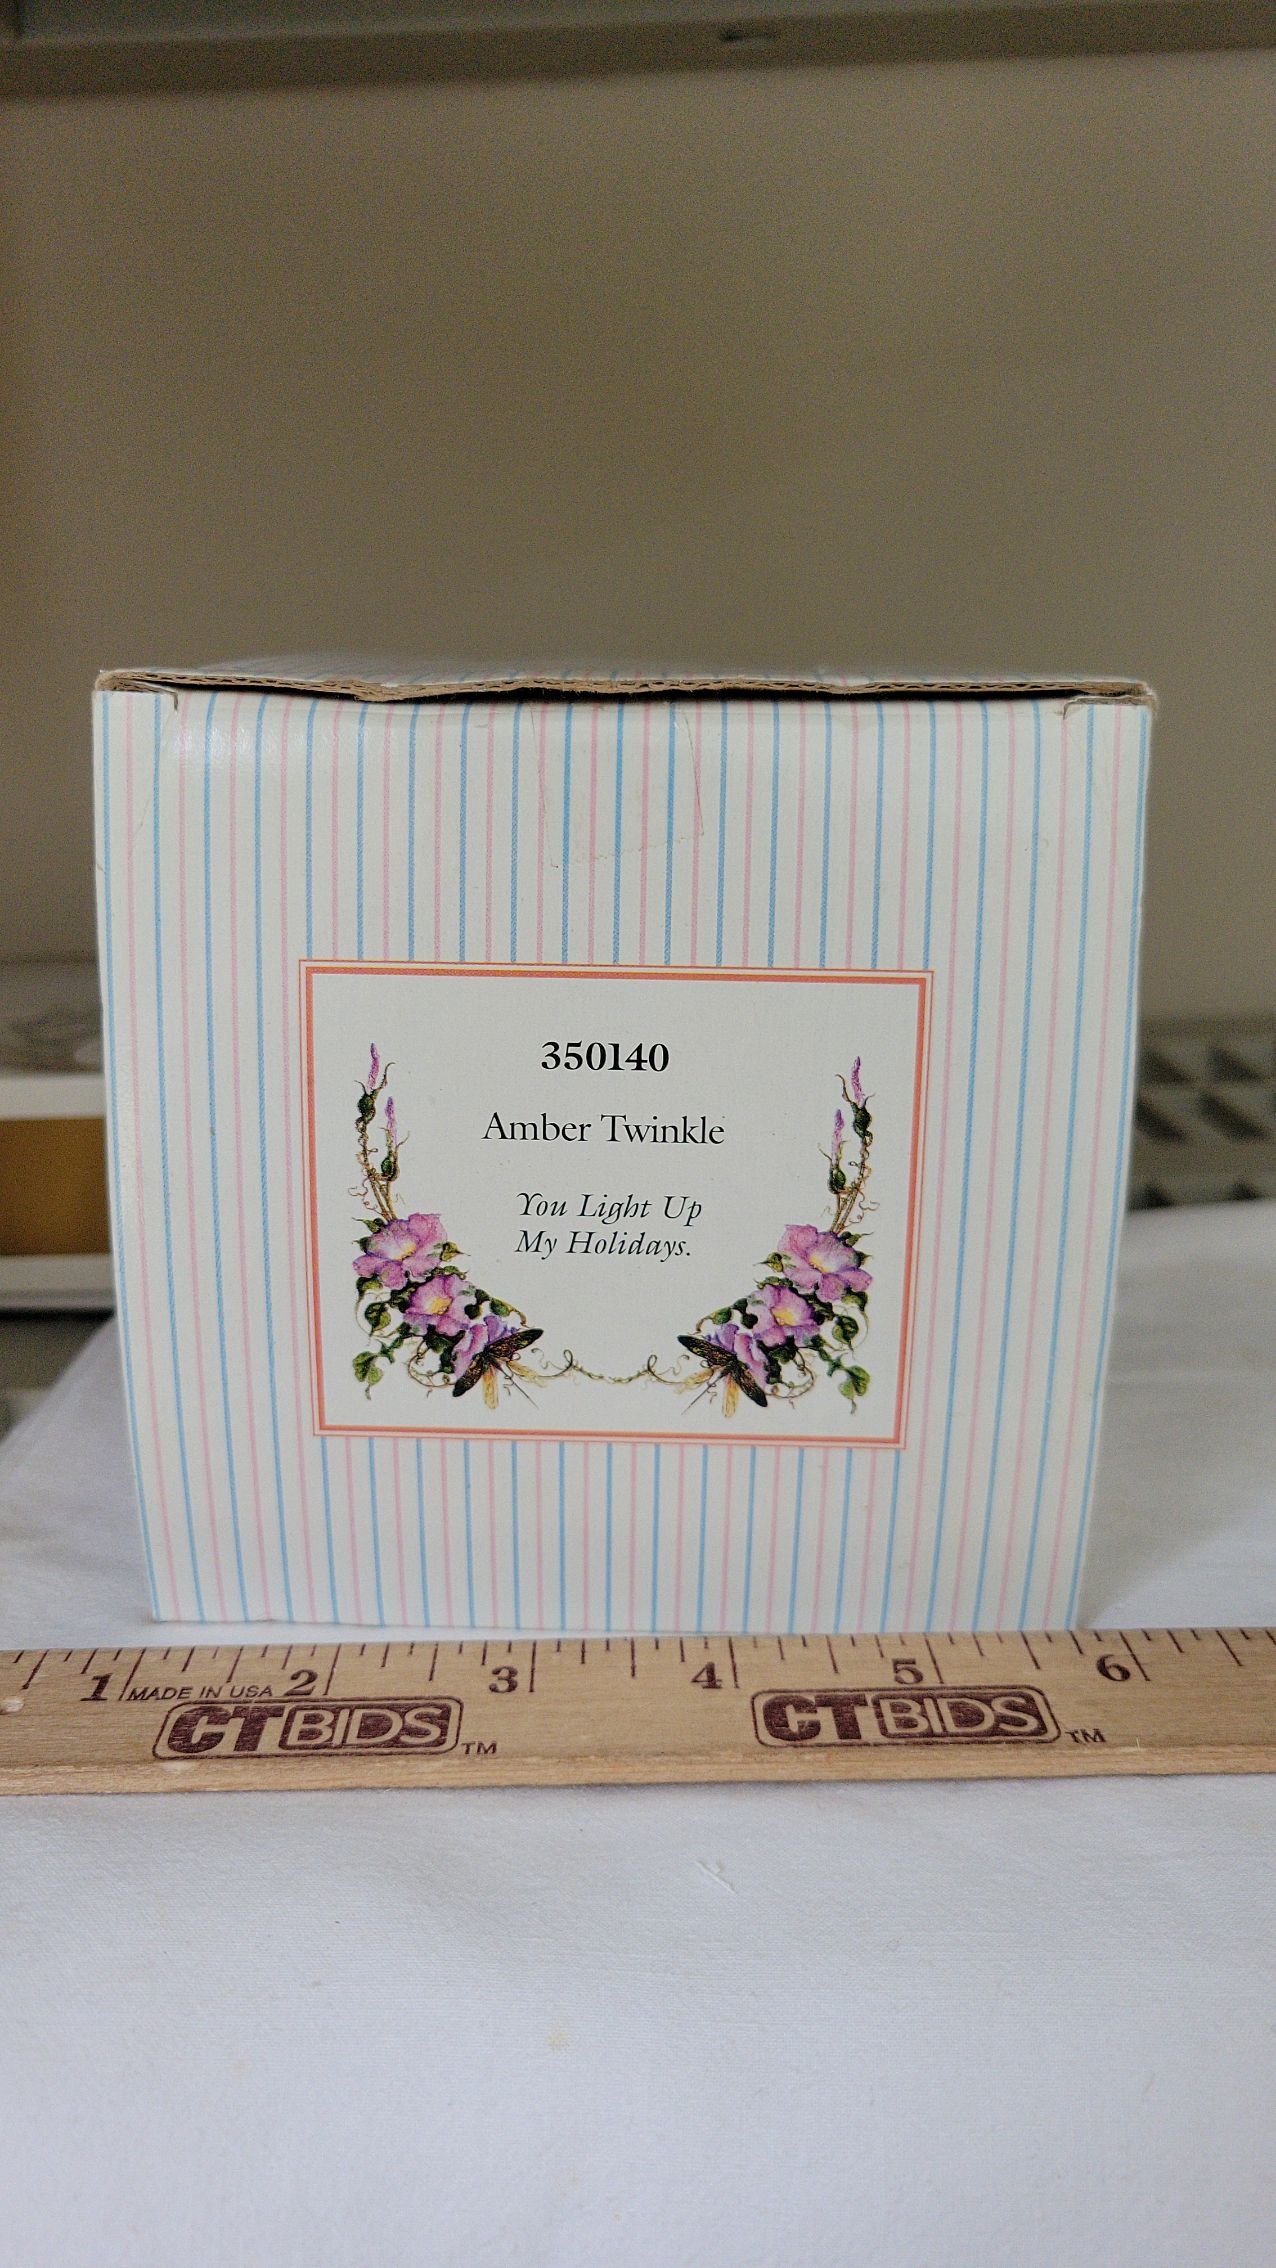 350140
Amber Twinkle
You Light Up
My Holidays.
1 MADE IN USA 2 3 4 5 6
CTBIDS TM CTBIDS TM